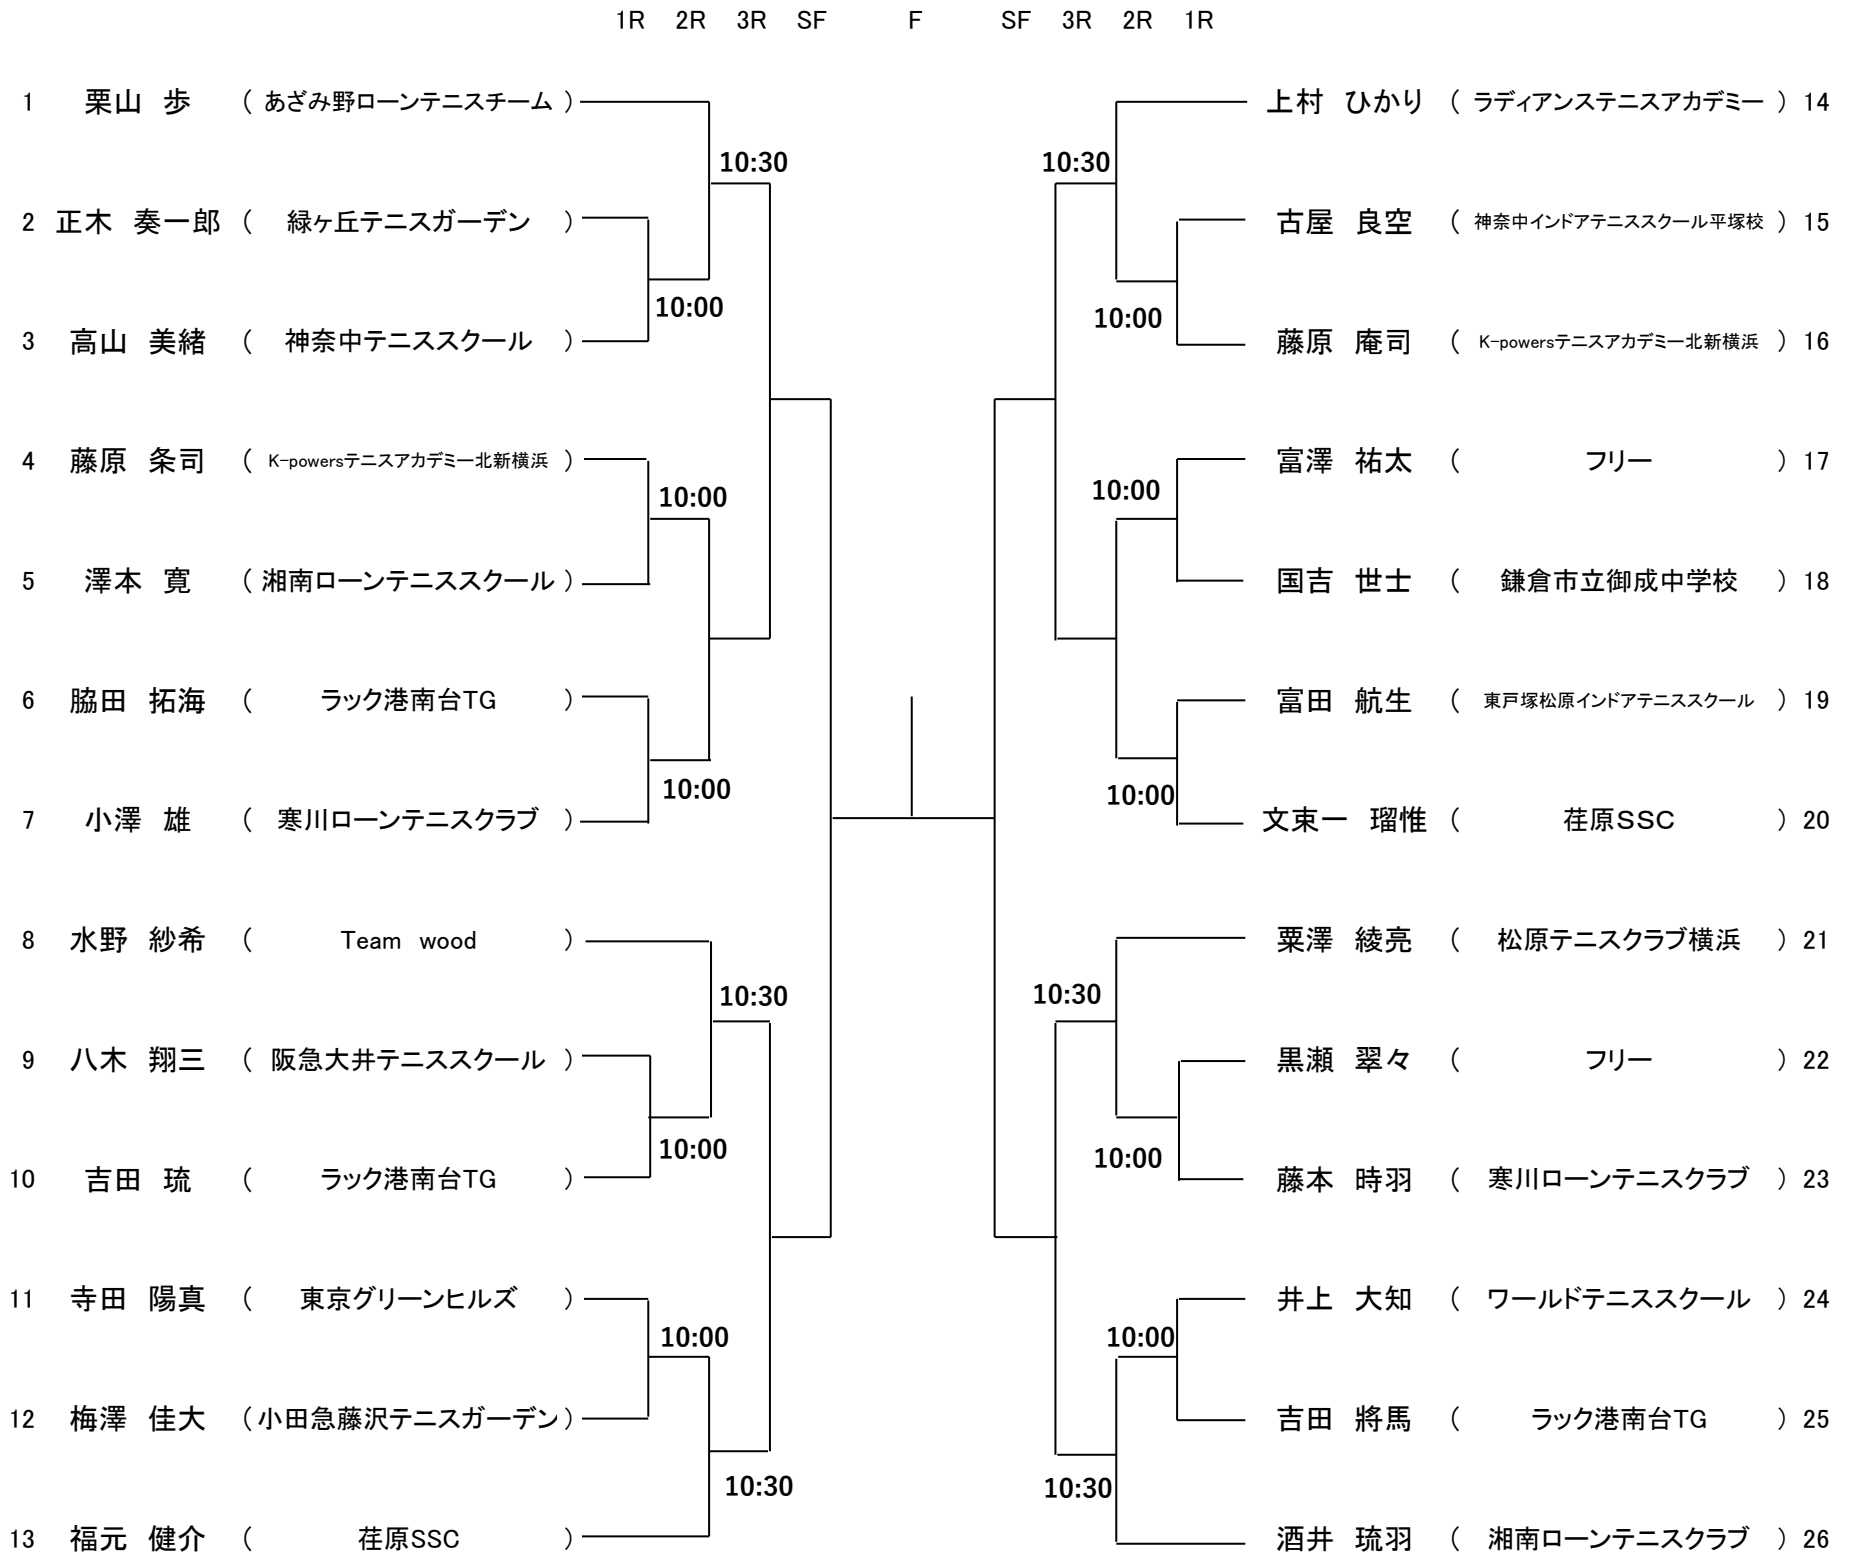 1R 2R 3R SF F SF 3R 2R 1R
1 栗山 歩 ( あざみ野ローンテニスチーム )
10:30
2 正木 奏一郎 ( 緑ヶ丘テニスガーデン )
10:00
3 高山 美緒 ( 神奈中テニススクール )
4 藤原 条司 ( K-powersテニスアカデミー北新横浜 )
10:00
5 澤本 寛 ( 湘南ローンテニススクール )
6 脇田 拓海 ( ラック港南台TG )
10:00
7 小澤 雄 ( 寒川ローンテニスクラブ )
8 水野 紗希 ( Team wood )
10:30
9 八木 翔三 ( 阪急大井テニススクール )
10:00
10 吉田 琉 ( ラック港南台TG )
11 寺田 陽真 ( 東京グリーンヒルズ )
10:00
12 梅澤 佳大 ( 小田急藤沢テニスガーデン )
10:30
13 福元 健介 ( 荏原SSC )
上村 ひかり ( ラディアンステニスアカデミー ) 14
10:30
古屋 良空 ( 神奈中インドアテニススクール平塚校 ) 15
10:00
藤原 庵司 ( K-powersテニスアカデミー北新横浜 ) 16
富澤 祐太 ( フリー ) 17
10:00
国吉 世士 ( 鎌倉市立御成中学校 ) 18
富田 航生 ( 東戸塚松原インドアテニススクール ) 19
10:00
文束一 瑠惟 ( 荏原SSC ) 20
粟澤 綾亮 ( 松原テニスクラブ横浜 ) 21
10:30
黒瀬 翠々 ( フリー ) 22
10:00
藤本 時羽 ( 寒川ローンテニスクラブ ) 23
井上 大知 ( ワールドテニススクール ) 24
10:00
吉田 將馬 ( ラック港南台TG ) 25
10:30
酒井 琉羽 ( 湘南ローンテニスクラブ ) 26